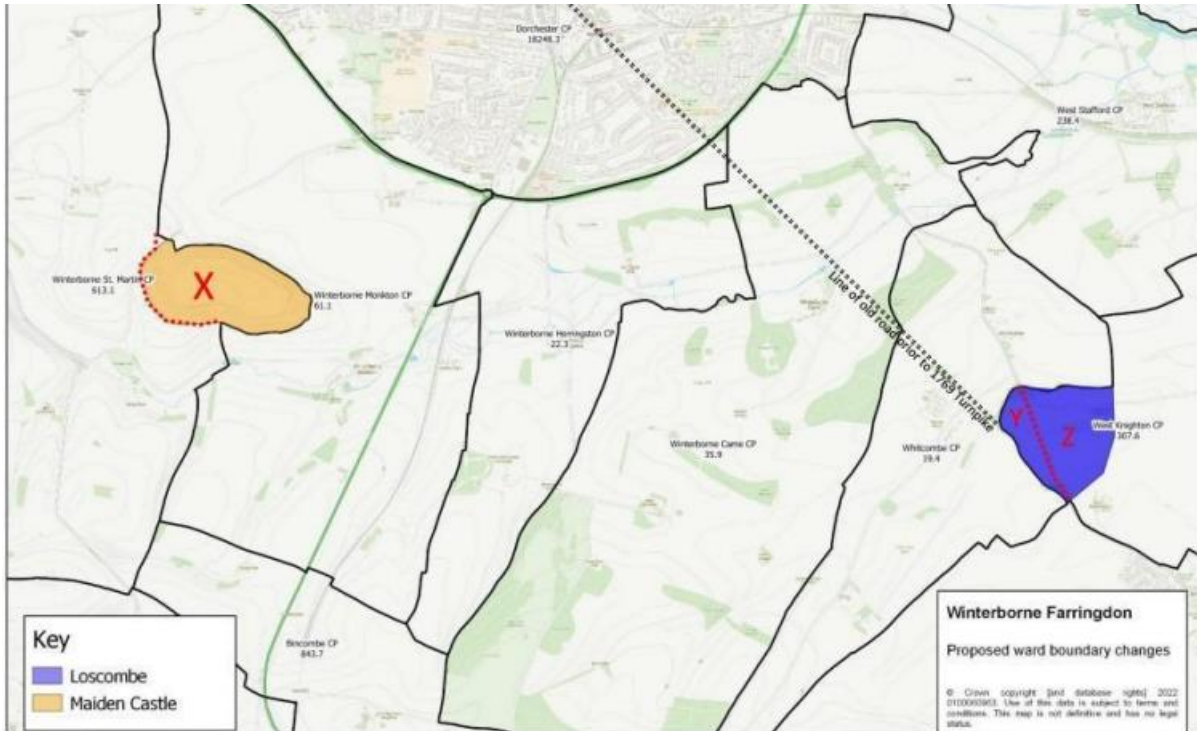 Dorchester CP
18248.3
West Stafford CP
238.4
Winterborne St. Martin CP
613.1
X
Winterborne Monkton CP
61.1
Winterborne Herringston CP
22.3
Line of old road prior to 1769 Turnpike
Winterborne Came CP
35.9
Whitcombe CP
19.4
Y
Z
West Knighton CP
367.6
Bincombe CP
843.7
Key
Loscombe
Maiden Castle
Winterborne Farringdon
Proposed ward boundary changes
© Crown copyright [and database rights] 2022
0100060963. Use of this data is subject to terms and
conditions. This map is not definitive and has no legal
status.